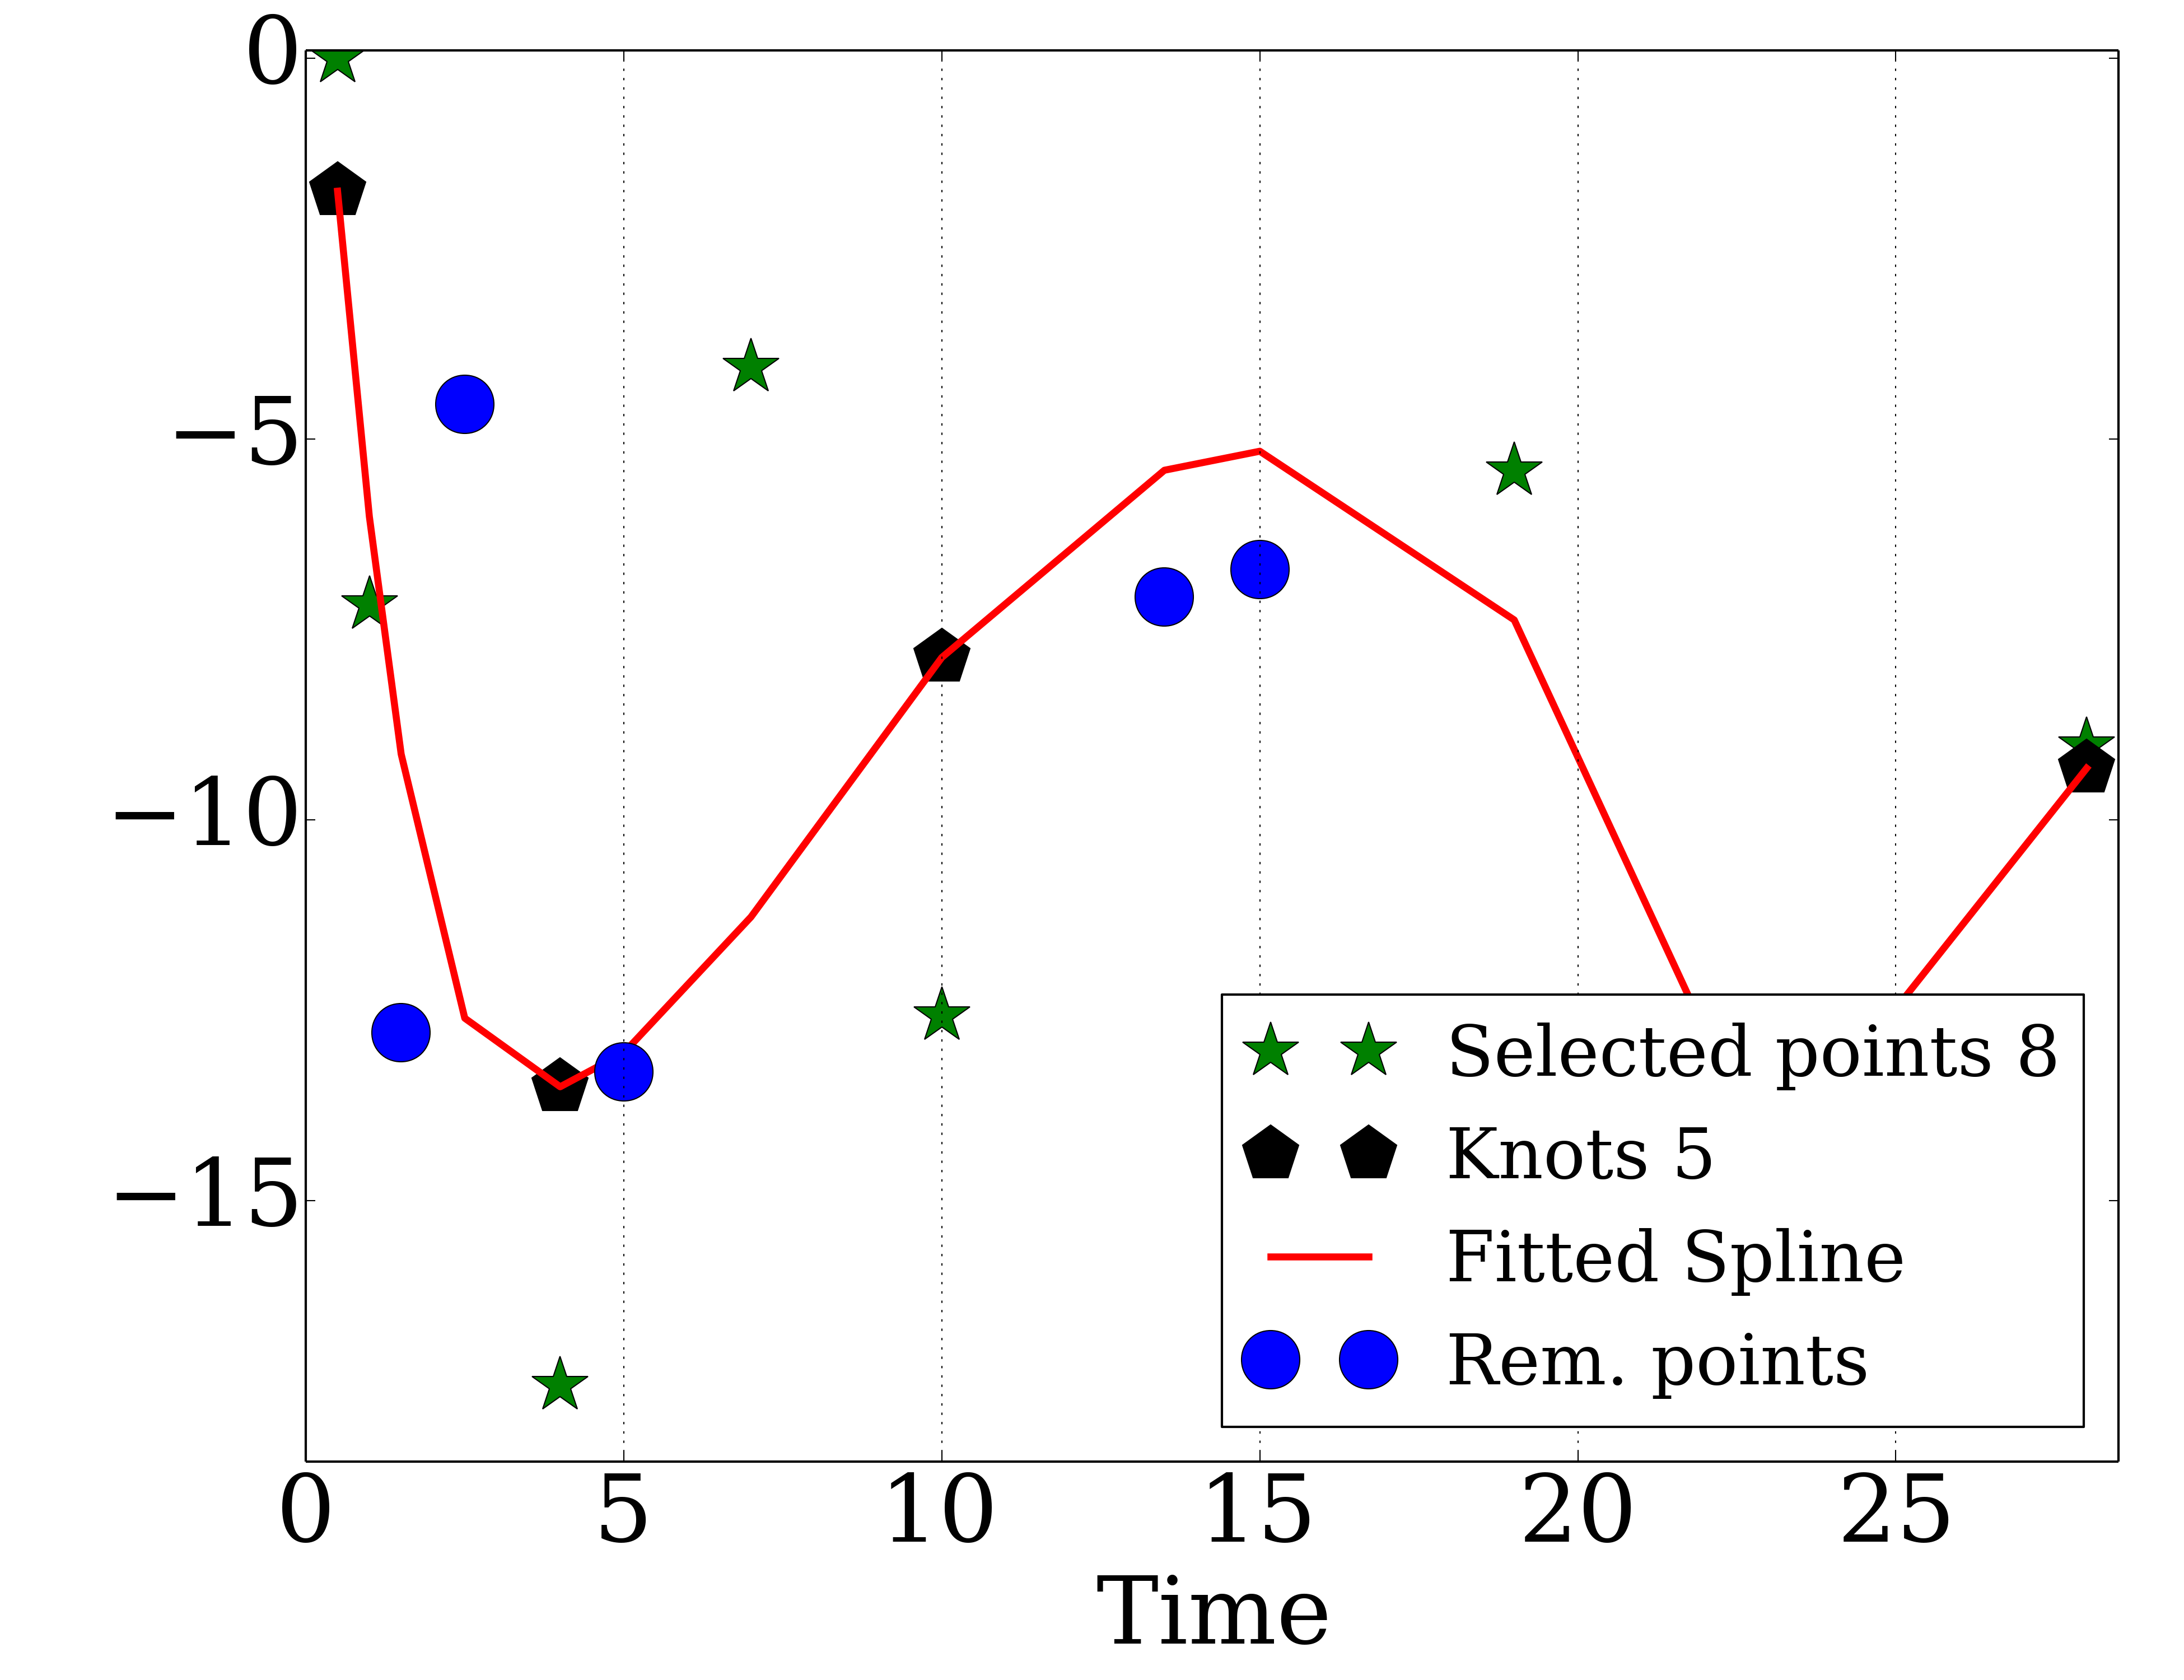 0
−5
−10
−15
0 5 10 15 20 25
Time
Selected points 8
Knots 5
Fitted Spline
Rem. points